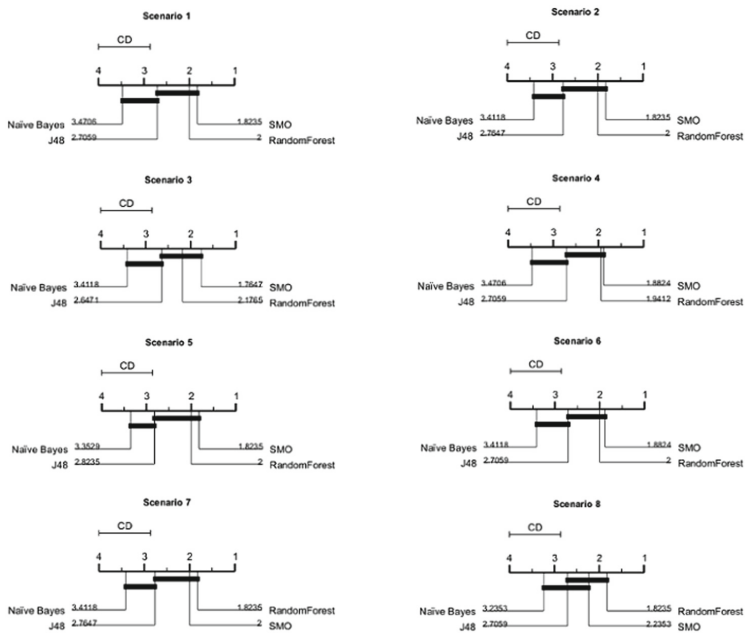 Scenario 1
CD
4 3 2 1
Naïve Bayes 3.4706 1.8235 SMO
J48 2.7059 2 RandomForest
Scenario 2
CD
4 3 2 1
Naïve Bayes 3.4118 1.8235 SMO
J48 2.7647 2 RandomForest
Scenario 3
CD
4 3 2 1
Naïve Bayes 3.4118 1.7647 SMO
J48 2.6471 2.1765 RandomForest
Scenario 4
CD
4 3 2 1
Naïve Bayes 3.4706 1.8824 SMO
J48 2.7059 1.9412 RandomForest
Scenario 5
CD
4 3 2 1
Naïve Bayes 3.3529 1.8235 SMO
J48 2.8235 2 RandomForest
Scenario 6
CD
4 3 2 1
Naïve Bayes 3.4118 1.8824 SMO
J48 2.7059 2 RandomForest
Scenario 7
CD
4 3 2 1
Naïve Bayes 3.4118 1.8235 RandomForest
J48 2.7647 2 SMO
Scenario 8
CD
4 3 2 1
Naïve Bayes 3.2353 1.8235 RandomForest
J48 2.7059 2.2353 SMO